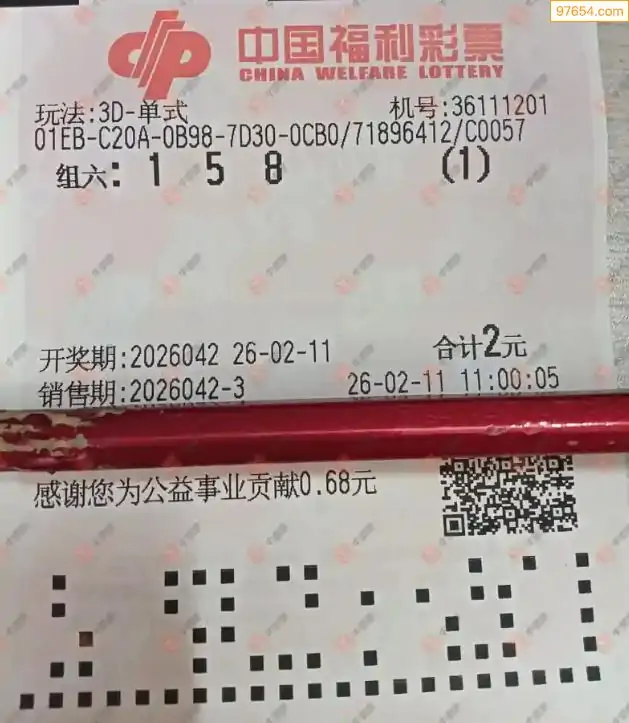 97654.com
中国福利彩票
CHINA WELFARE LOTTERY
玩法:3D-单式 机号:36111201
01EB-C20A-0B98-7D30-0CB0/71896412/C0057
组六: 1 5 8 (1)
开奖期:2026042 26-02-11 合计2元
销售期:2026042-3 26-02-11 11:00:05
感谢您为公益事业贡献0.68元